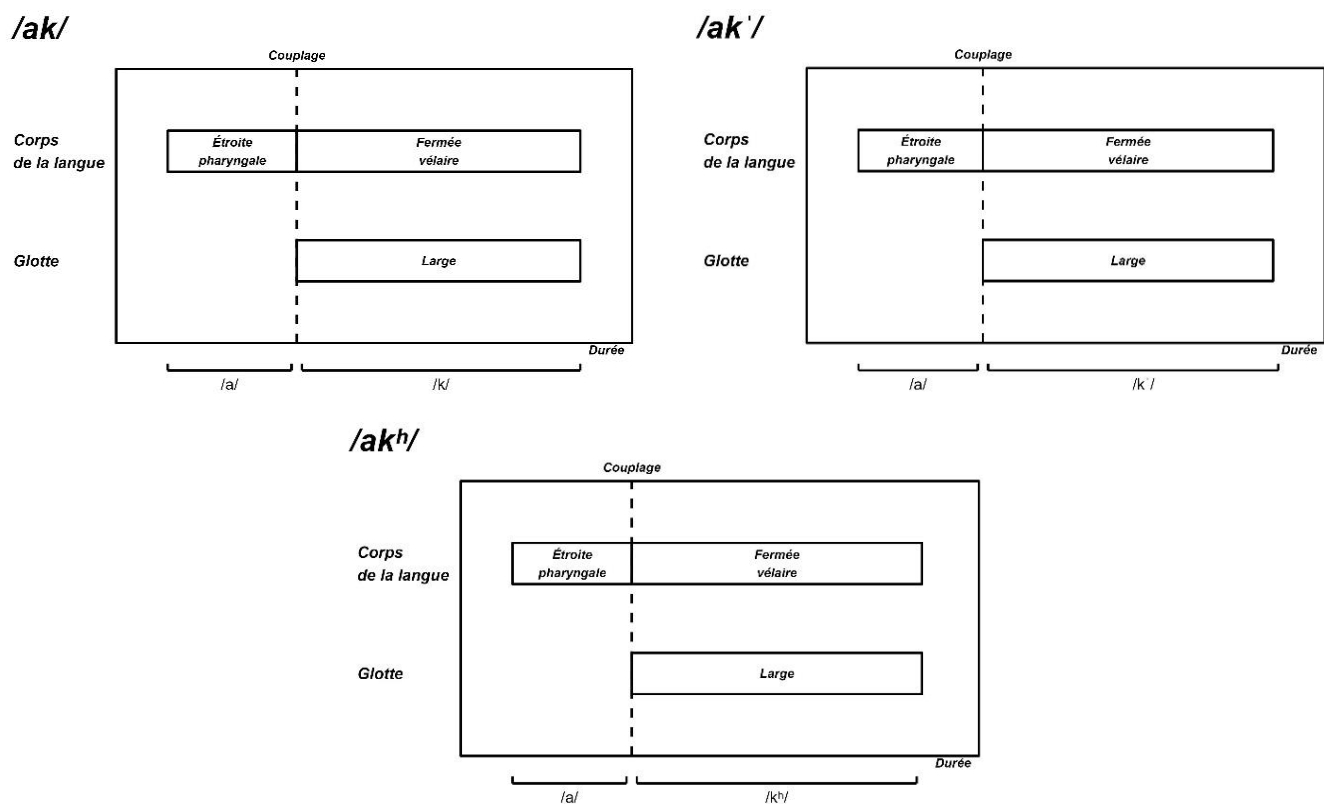 /ak/
Couplage
Corps
de la langue
Étroite
pharyngale
Fermée
vélaire
Glotte
Large
Durée
/a/
/k/
/akˈ/
Couplage
Corps
de la langue
Étroite
pharyngale
Fermée
vélaire
Glotte
Large
Durée
/a/
/kˈ/
/akʰ/
Couplage
Corps
de la langue
Étroite
pharyngale
Fermée
vélaire
Glotte
Large
Durée
/a/
/kʰ/